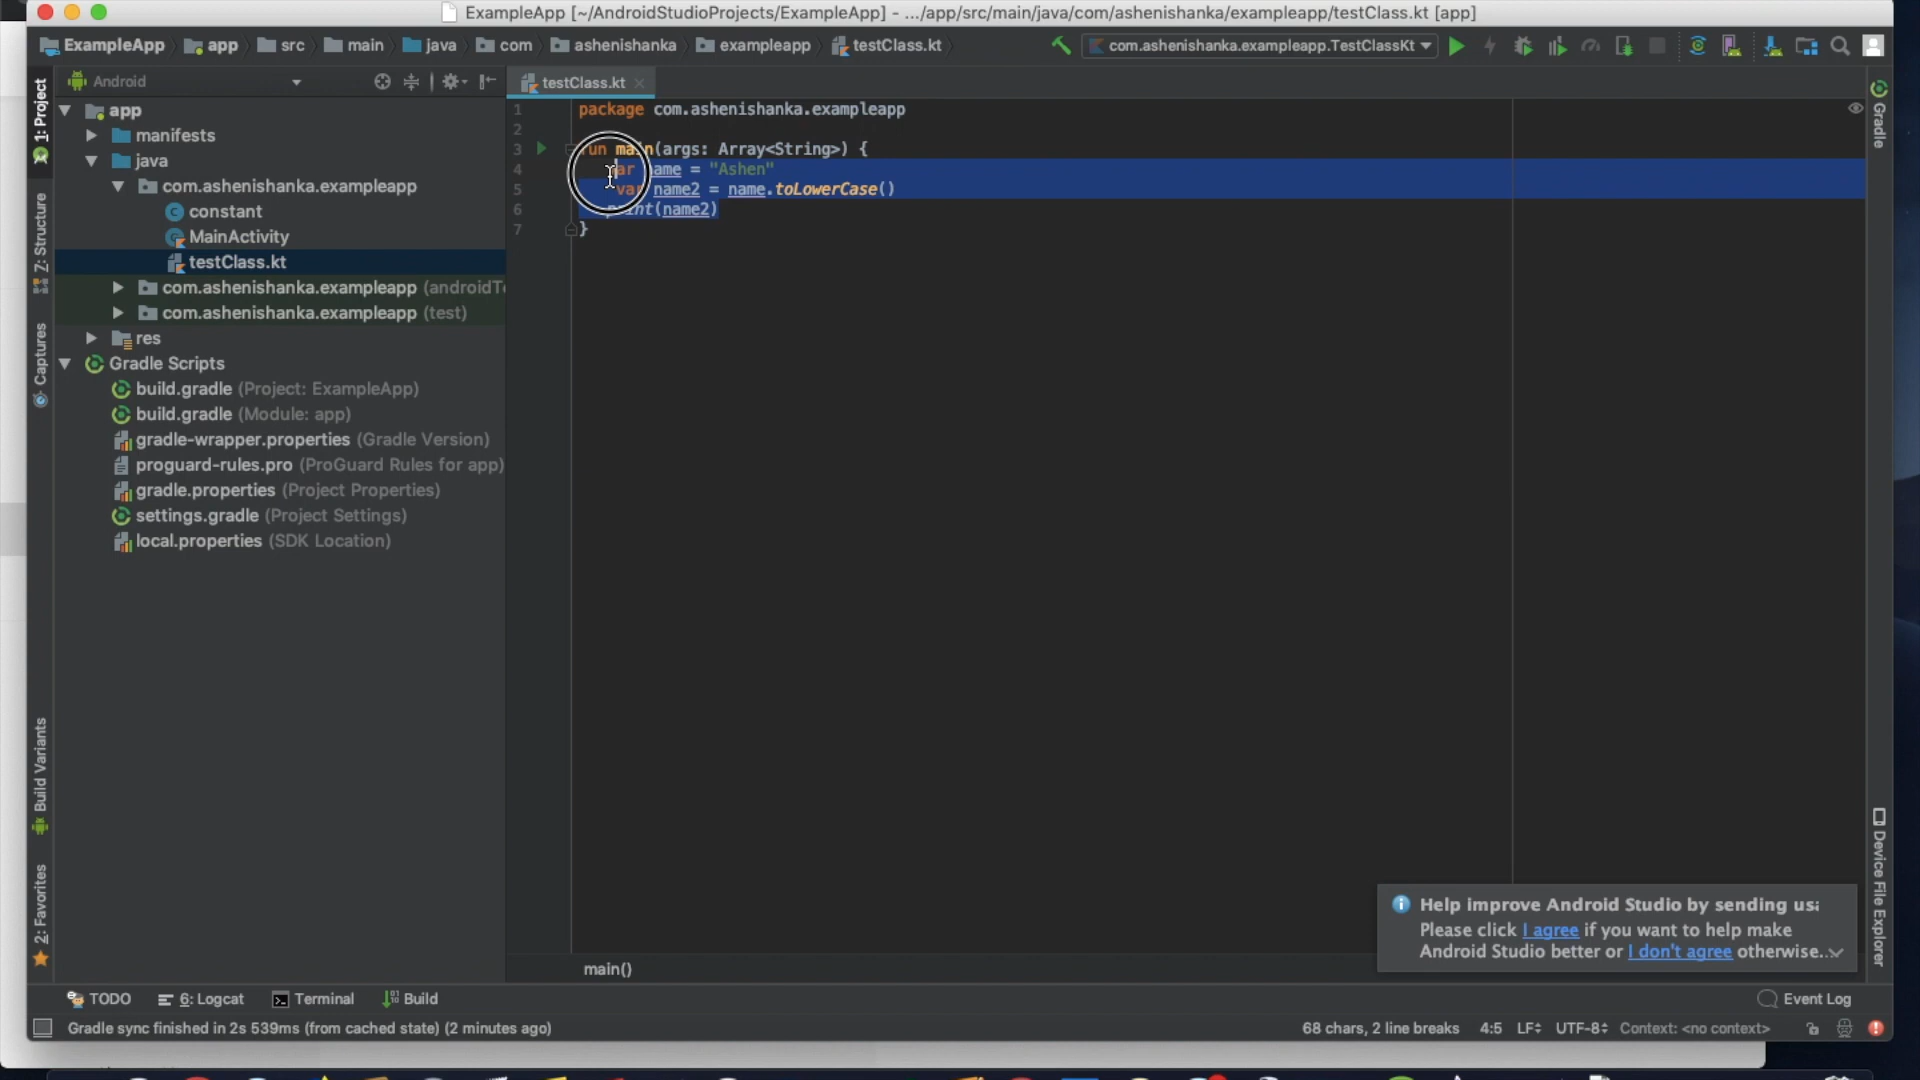 ExampleApp [~/AndroidStudioProjects/ExampleApp] - .../app/src/main/java/com/ashenishanka/exampleapp/testClass.kt [app]
ExampleApp app src main java com ashenishanka exampleapp testClass.kt com.ashenishanka.exampleapp.TestClassKt
1: Project
Z: Structure
Captures
Build Variants
2: Favorites
Android
app
manifests
java
com.ashenishanka.exampleapp
constant
MainActivity
testClass.kt
com.ashenishanka.exampleapp (androidTe
com.ashenishanka.exampleapp (test)
res
Gradle Scripts
build.gradle (Project: ExampleApp)
build.gradle (Module: app)
gradle-wrapper.properties (Gradle Version)
proguard-rules.pro (ProGuard Rules for app)
gradle.properties (Project Properties)
settings.gradle (Project Settings)
local.properties (SDK Location)
testClass.kt
1 package com.ashenishanka.exampleapp
2
3 fun main(args: Array<String>) {
4 var name = "Ashen"
5 var name2 = name.toLowerCase()
6 print(name2)
7 }
main()
Gradle
Device File Explorer
Help improve Android Studio by sending usa
Please click I agree if you want to help make
Android Studio better or I don't agree otherwise...
TODO 6: Logcat Terminal Build Event Log
Gradle sync finished in 2s 539ms (from cached state) (2 minutes ago) 68 chars, 2 line breaks 4:5 LF UTF-8 Context: <no context>